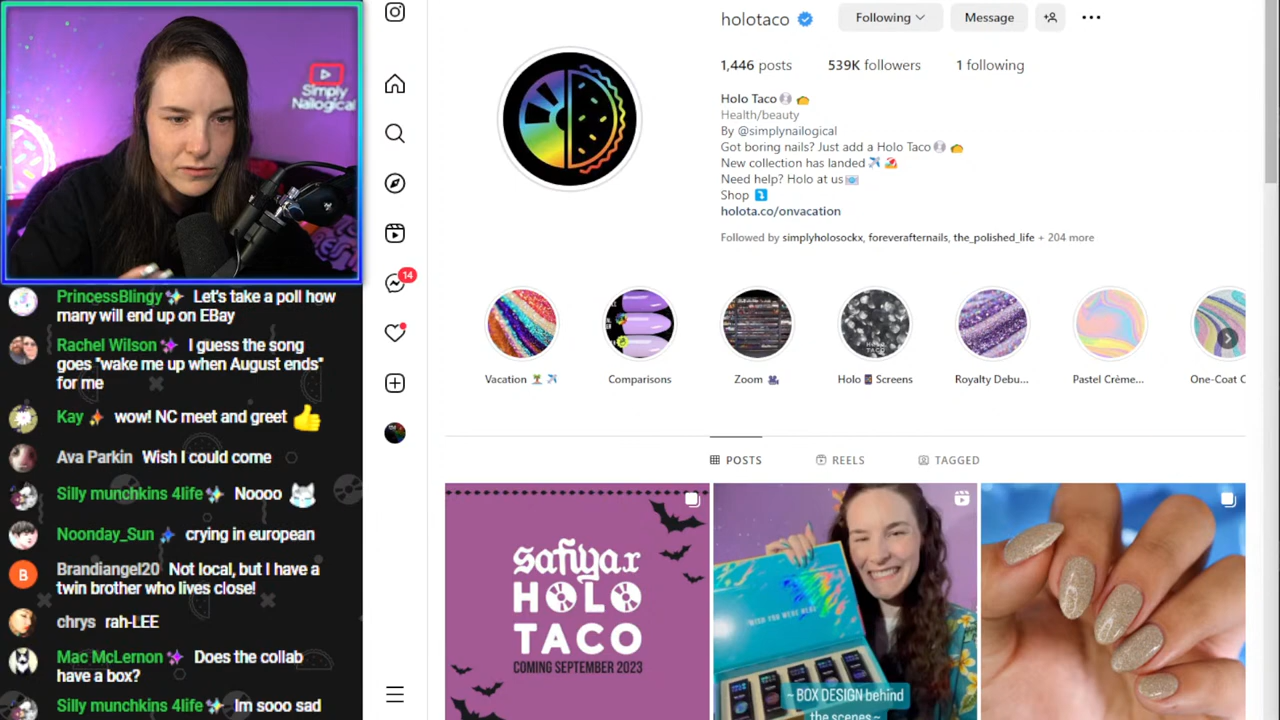 Simply
Nailogical
PrincessBlingy Let's take a poll how
many will end up on EBay
Rachel Wilson I guess the song
goes "wake me up when August ends"
for me
Kay wow! NC meet and greet
Ava Parkin Wish I could come
Silly munchkins 4life Noooo
Noonday_Sun crying in european
B
Brandiangel20 Not local, but I have a
twin brother who lives close!
chrys rah-LEE
Mac McLernon Does the collab
have a box?
Silly munchkins 4life Im sooo sad
14
holotaco
Following
Message
1,446 posts 539K followers 1 following
Holo Taco
Health/beauty
By @simplynailogical
Got boring nails? Just add a Holo Taco
New collection has landed
Need help? Holo at us
Shop
holota.co/onvacation
Followed by simplyholosockx, foreverafternails, the_polished_life + 204 more
Vacation
Comparisons
Zoom
Holo Screens
Royalty Debu...
Pastel Crème...
One-Coat C
POSTS
REELS
TAGGED
safiyax
HOLO
TACO
COMING SEPTEMBER 2023
WISH YOU WERE HERE
~ BOX DESIGN behind
the scenes ~